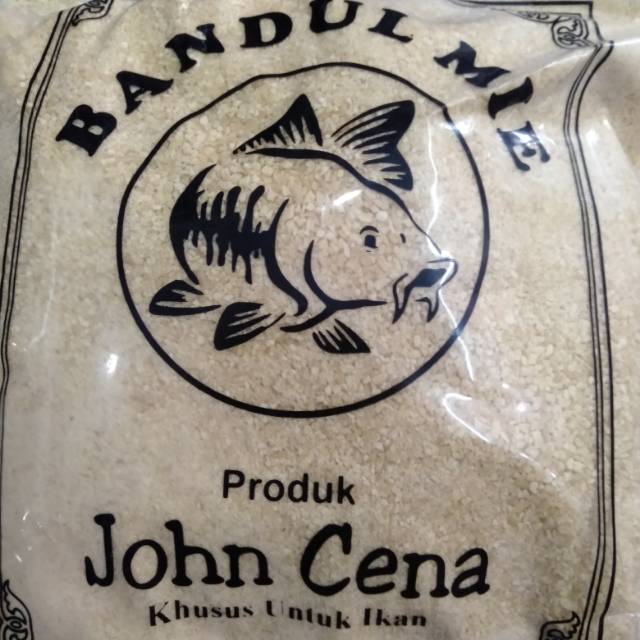 BANDUL MIE
Produk
John Cena
Khusus Untuk Ikan